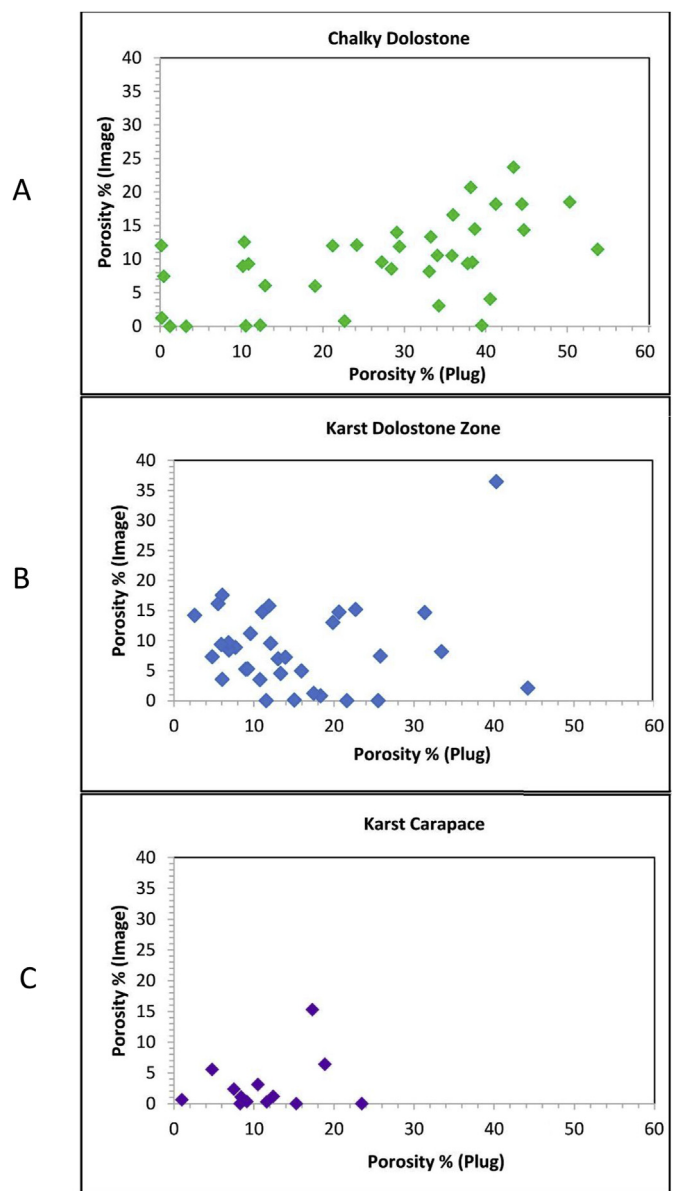 A
Chalky Dolostone
Porosity % (Image)
40
35
30
25
20
15
10
5
0
0 10 20 30 40 50 60
Porosity % (Plug)
B
Karst Dolostone Zone
Porosity % (Image)
40
35
30
25
20
15
10
5
0
0 10 20 30 40 50 60
Porosity % (Plug)
C
Karst Carapace
Porosity % (Image)
40
35
30
25
20
15
10
5
0
0 10 20 30 40 50 60
Porosity % (Plug)